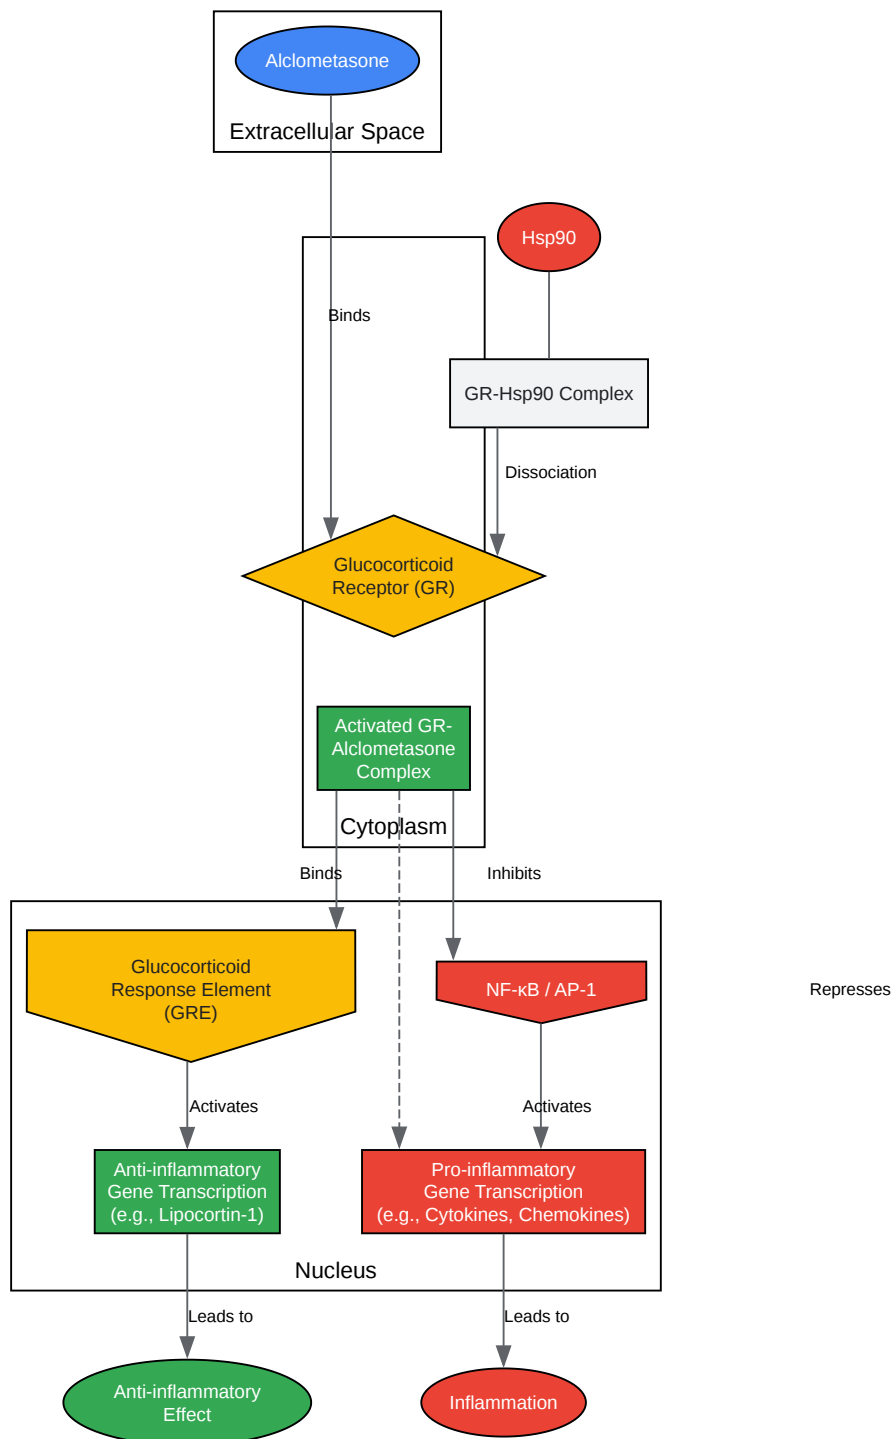 Alclometasone
Extracellular Space
Hsp90
Binds
GR-Hsp90 Complex
Dissociation
Glucocorticoid
Receptor (GR)
Activated GR-
Alclometasone
Complex
Cytoplasm
Binds
Inhibits
Glucocorticoid
Response Element
(GRE)
NF-κB / AP-1
Represses
Activates
Activates
Anti-inflammatory
Gene Transcription
(e.g., Lipocortin-1)
Pro-inflammatory
Gene Transcription
(e.g., Cytokines, Chemokines)
Nucleus
Leads to
Leads to
Anti-inflammatory
Effect
Inflammation